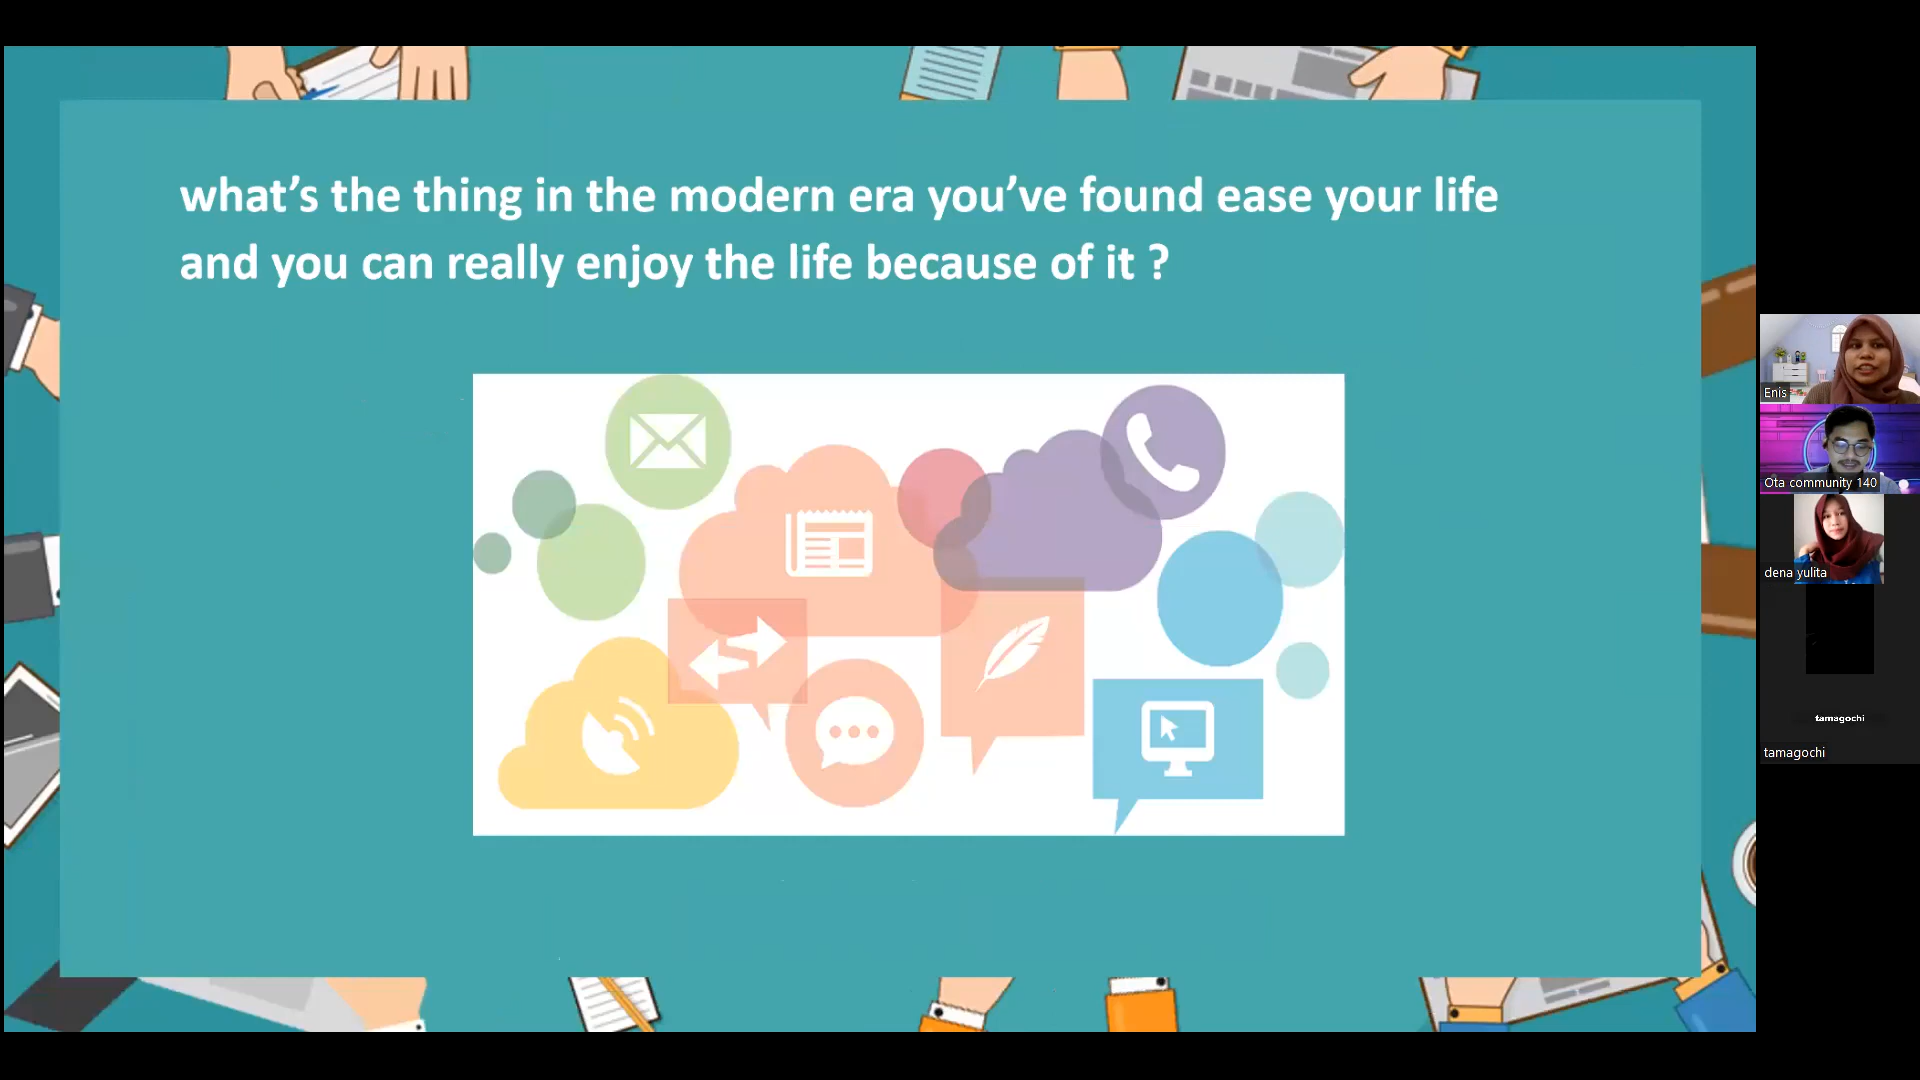 what’s the thing in the modern era you’ve found ease your life
and you can really enjoy the life because of it ?
Enis
Ota community 140
dena yulita
tamagochi
tamagochi